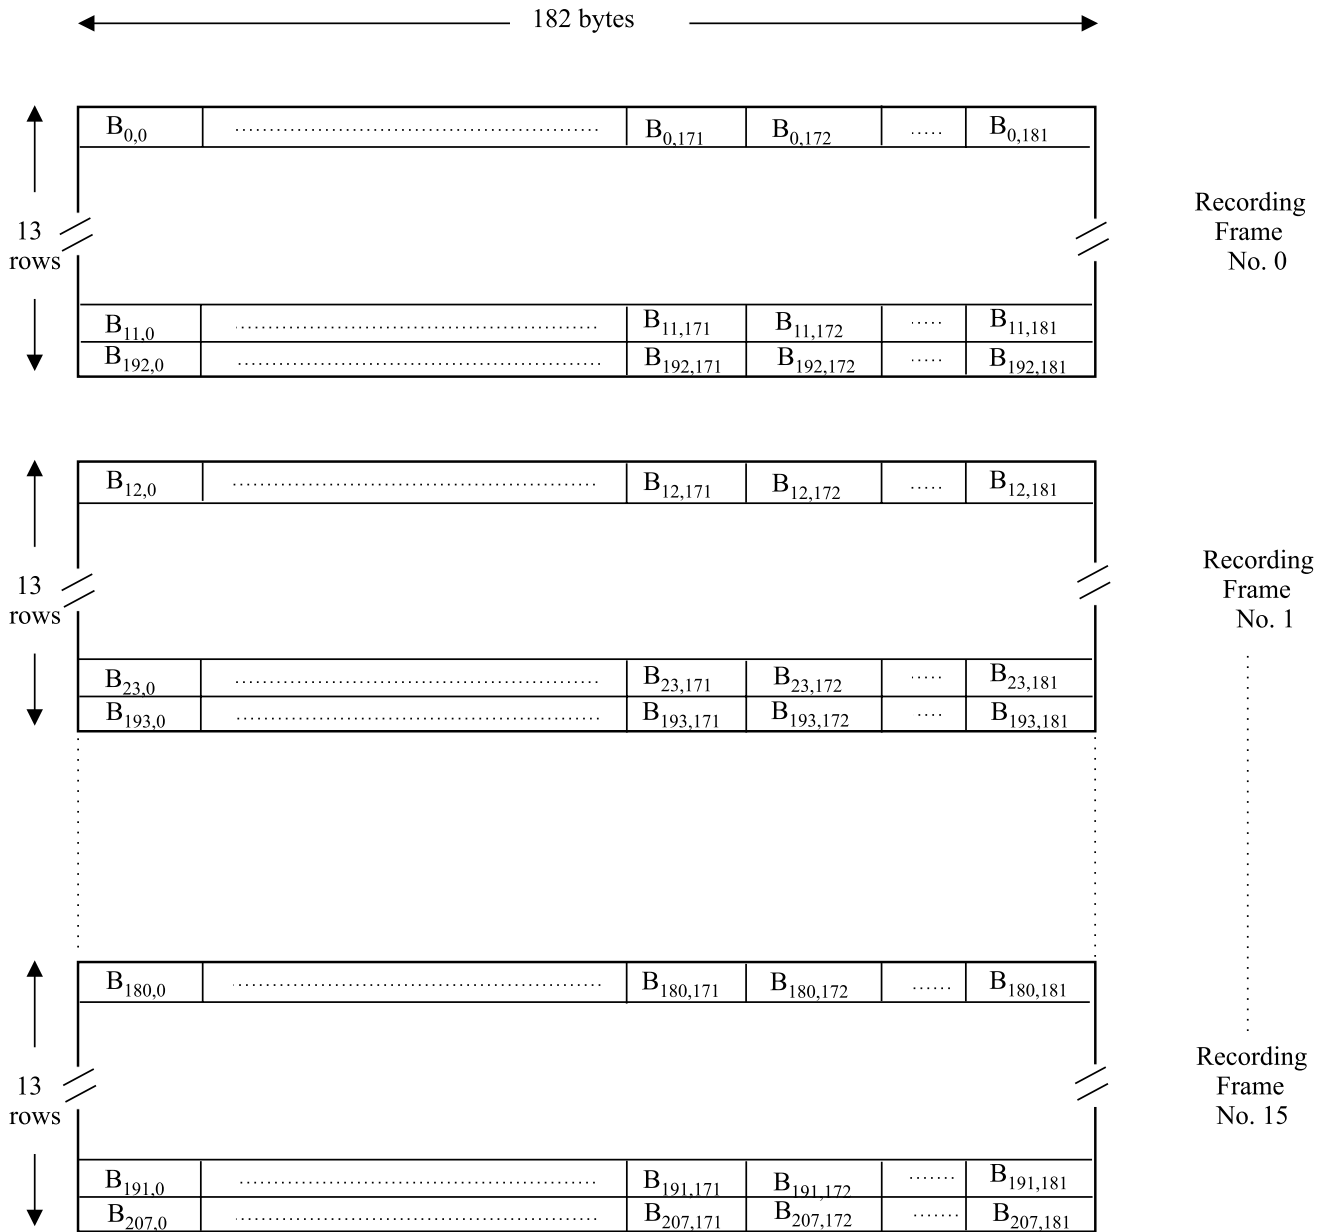 182 bytes
B0,0 ........ B0,171 B0,172 ..... B0,181
13
rows
Recording
Frame
No. 0
B11,0 ........ B11,171 B11,172 ..... B11,181
B192,0 ........ B192,171 B192,172 ..... B192,181
B12,0 ........ B12,171 B12,172 ..... B12,181
13
rows
Recording
Frame
No. 1
B23,0 ........ B23,171 B23,172 ..... B23,181
B193,0 ........ B193,171 B193,172 .... B193,181
B180,0 ........ B180,171 B180,172 ...... B180,181
13
rows
Recording
Frame
No. 15
B191,0 ........ B191,171 B191,172 ....... B191,181
B207,0 ........ B207,171 B207,172 ....... B207,181